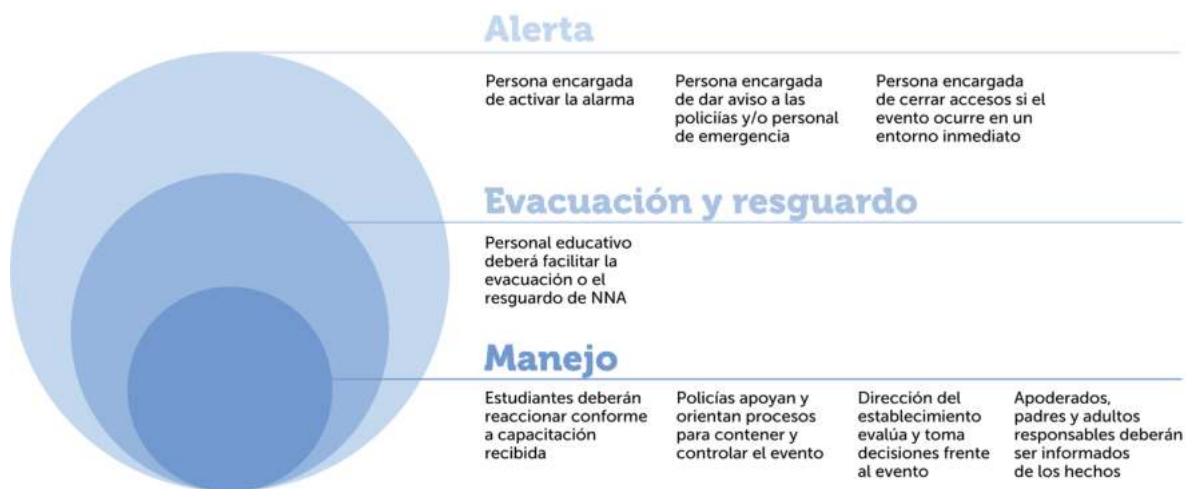 Alerta
Persona encargada
de activar la alarma
Persona encargada
de dar aviso a las
policiías y/o personal
de emergencia
Persona encargada
de cerrar accesos si el
evento ocurre en un
entorno inmediato
Evacuación y resguardo
Personal educativo
deberá facilitar la
evacuación o el
resguardo de NNA
Manejo
Estudiantes deberán
reaccionar conforme
a capacitación
recibida
Policías apoyan y
orientan procesos
para contener y
controlar el evento
Dirección del
establecimiento
evalúa y toma
decisiones frente
al evento
Apoderados,
padres y adultos
responsables deberán
ser informados
de los hechos